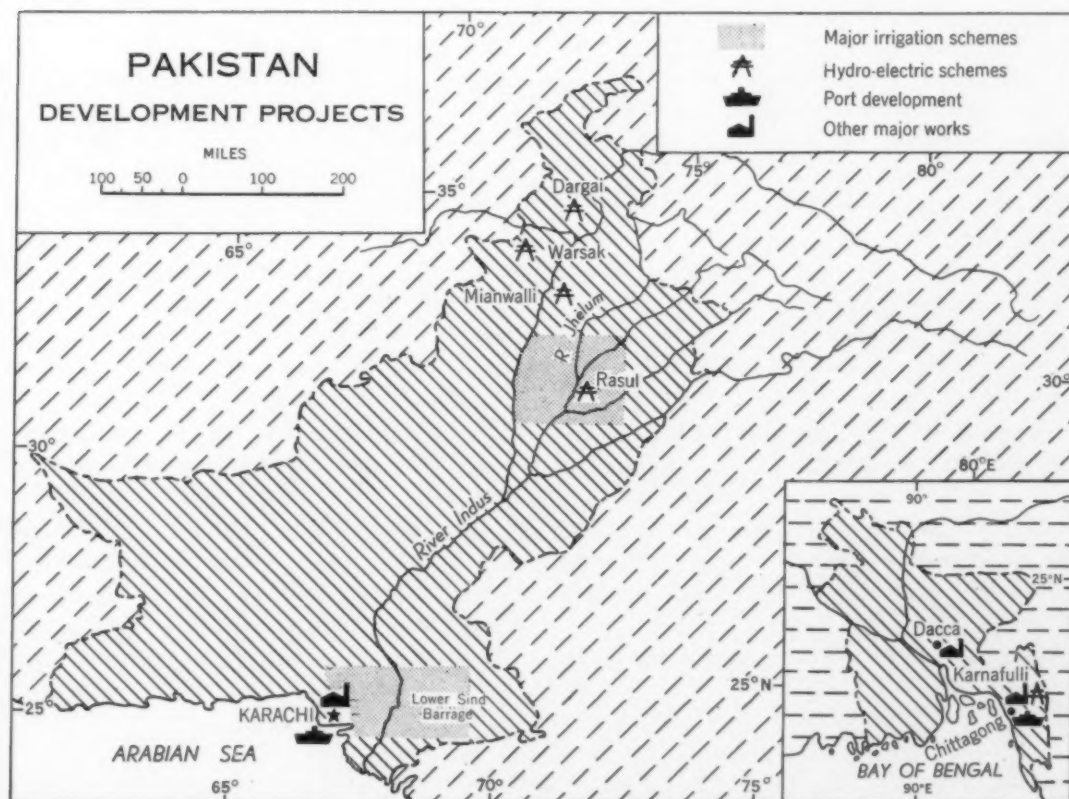 PAKISTAN
DEVELOPMENT PROJECTS
MILES
100 50 0 100 200
Major irrigation schemes
Hydro-electric schemes
Port development
Other major works
70°
75°
80°
35°
65°
Dargai
Warsak
Mianwalli
R. Jhelum
Rasul
30°
30°
80°E
River Indus
90°
25°N
Dacca
Karnafulli
Chittagong
BAY OF BENGAL
90°E
Lower Sind
Barrage
25°N
25°
KARACHI
ARABIAN SEA
65°
70°
75°